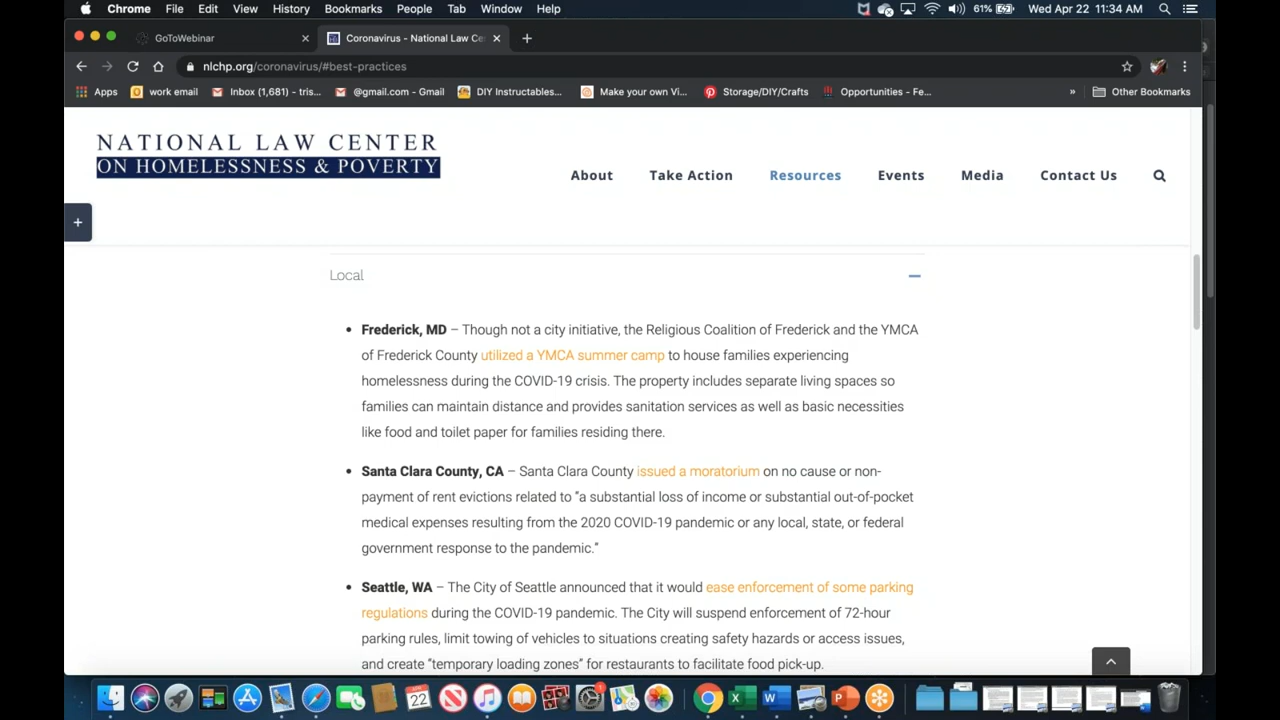 Chrome File Edit View History Bookmarks People Tab Window Help 61% Wed Apr 22 11:34 AM
GoToWebinar Coronavirus - National Law Ce
nlchp.org/coronavirus/#best-practices
Apps work email Inbox (1,681) - tris... @gmail.com - Gmail DIY Instructables... Make your own Vi... Storage/DIY/Crafts Opportunities - Fe... » Other Bookmarks
NATIONAL LAW CENTER
ON HOMELESSNESS & POVERTY
About Take Action Resources Events Media Contact Us
+
Local
• Frederick, MD – Though not a city initiative, the Religious Coalition of Frederick and the YMCA
of Frederick County utilized a YMCA summer camp to house families experiencing
homelessness during the COVID-19 crisis. The property includes separate living spaces so
families can maintain distance and provides sanitation services as well as basic necessities
like food and toilet paper for families residing there.
• Santa Clara County, CA – Santa Clara County issued a moratorium on no cause or non-
payment of rent evictions related to “a substantial loss of income or substantial out-of-pocket
medical expenses resulting from the 2020 COVID-19 pandemic or any local, state, or federal
government response to the pandemic.”
• Seattle, WA – The City of Seattle announced that it would ease enforcement of some parking
regulations during the COVID-19 pandemic. The City will suspend enforcement of 72-hour
parking rules, limit towing of vehicles to situations creating safety hazards or access issues,
and create “temporary loading zones” for restaurants to facilitate food pick-up.
22